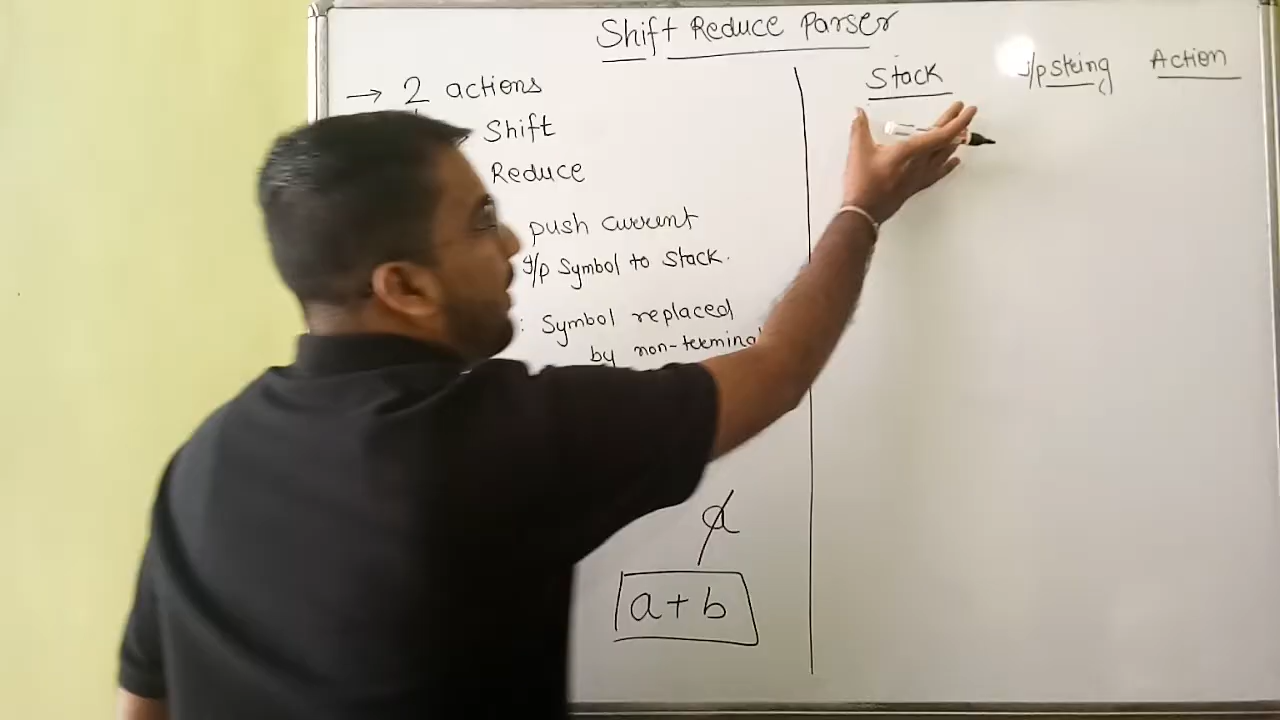 Shift Reduce Parser
→ 2 actions
Shift
Reduce
push current
I/p Symbol to Stack.
: Symbol replaced
by non-terminal
a
a + b
Stack
i/p String
Action